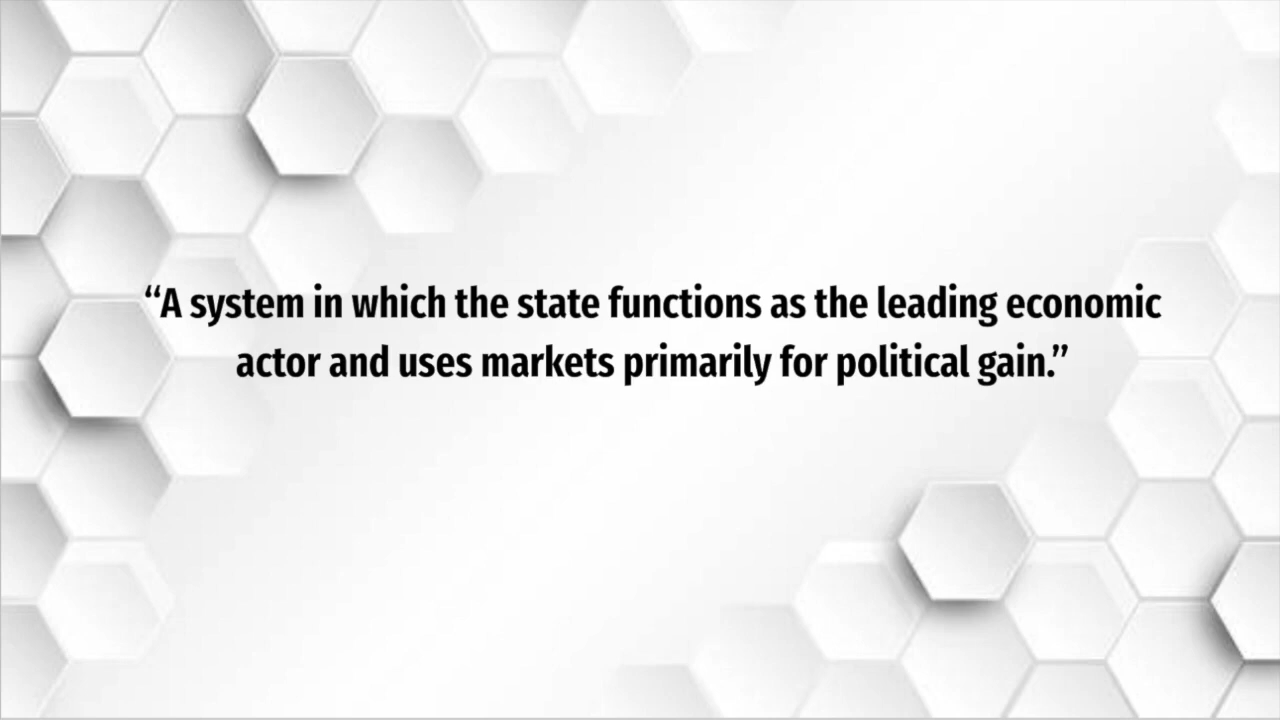 “A system in which the state functions as the leading economic
actor and uses markets primarily for political gain.”